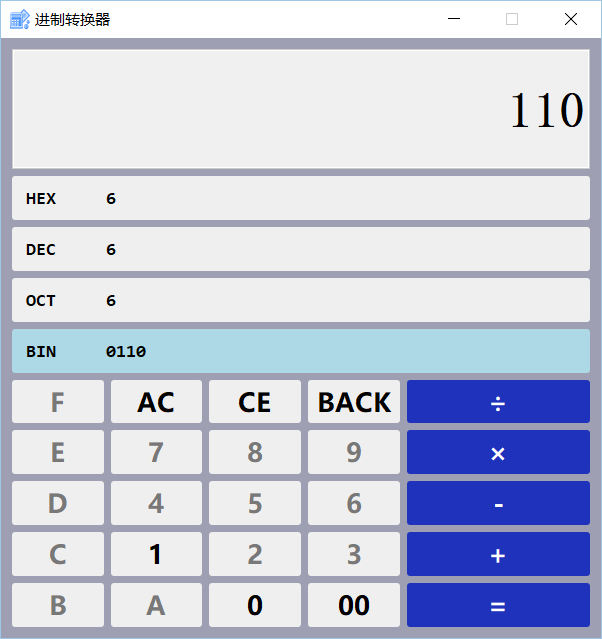 进制转换器
110
HEX 6
DEC 6
OCT 6
BIN 0110
F AC CE BACK ÷
E 7 8 9 ×
D 4 5 6 -
C 1 2 3 +
B A 0 00 =